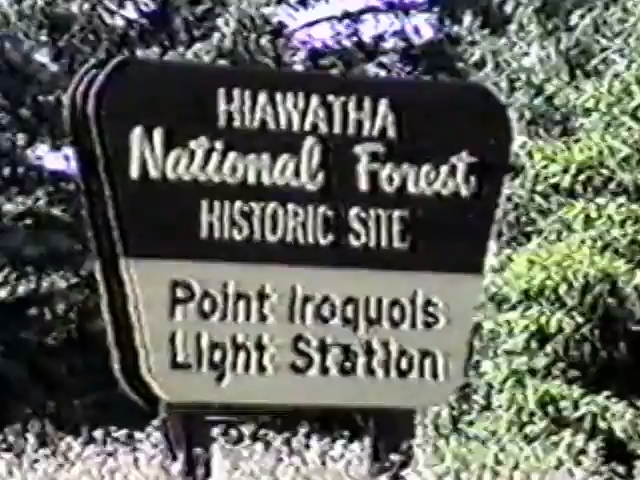 HIAWATHA
National Forest
HISTORIC SITE
Point Iroquois
Light Station